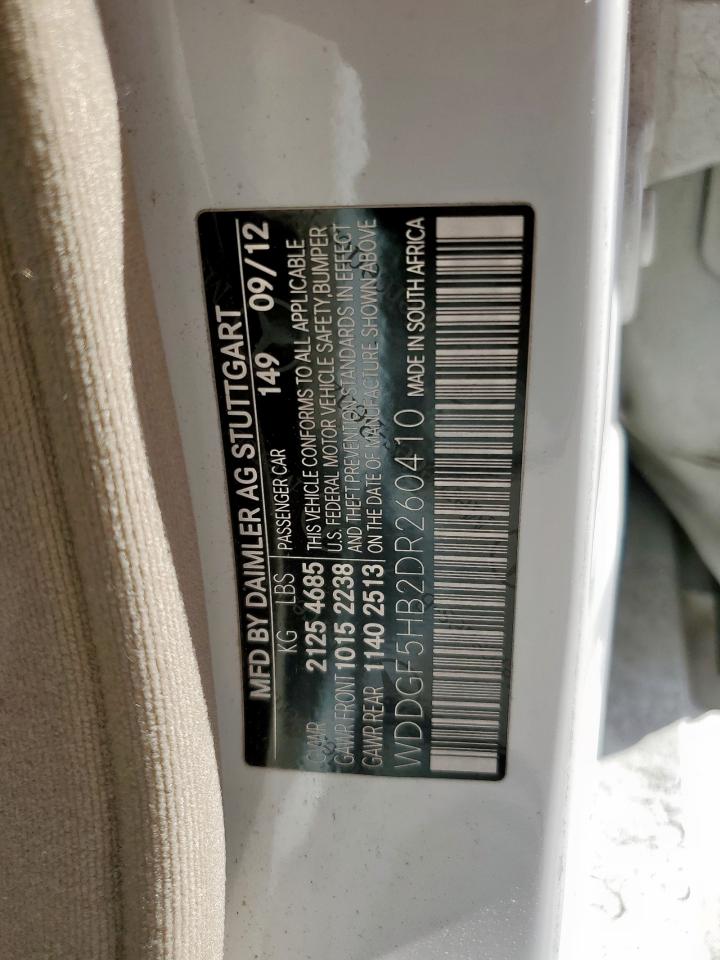 MFD BY DAIMLER AG STUTTGART
149 09/12
KG LBS PASSENGER CAR
GVWR 2125 4685 THIS VEHICLE CONFORMS TO ALL APPLICABLE
GAWR FRONT 1015 2238 U.S. FEDERAL MOTOR VEHICLE SAFETY, BUMPER
GAWR REAR 1140 2513 AND THEFT PREVENTION STANDARDS IN EFFECT
ON THE DATE OF MANUFACTURE SHOWN ABOVE
WDDGF5HB2DR260410 MADE IN SOUTH AFRICA